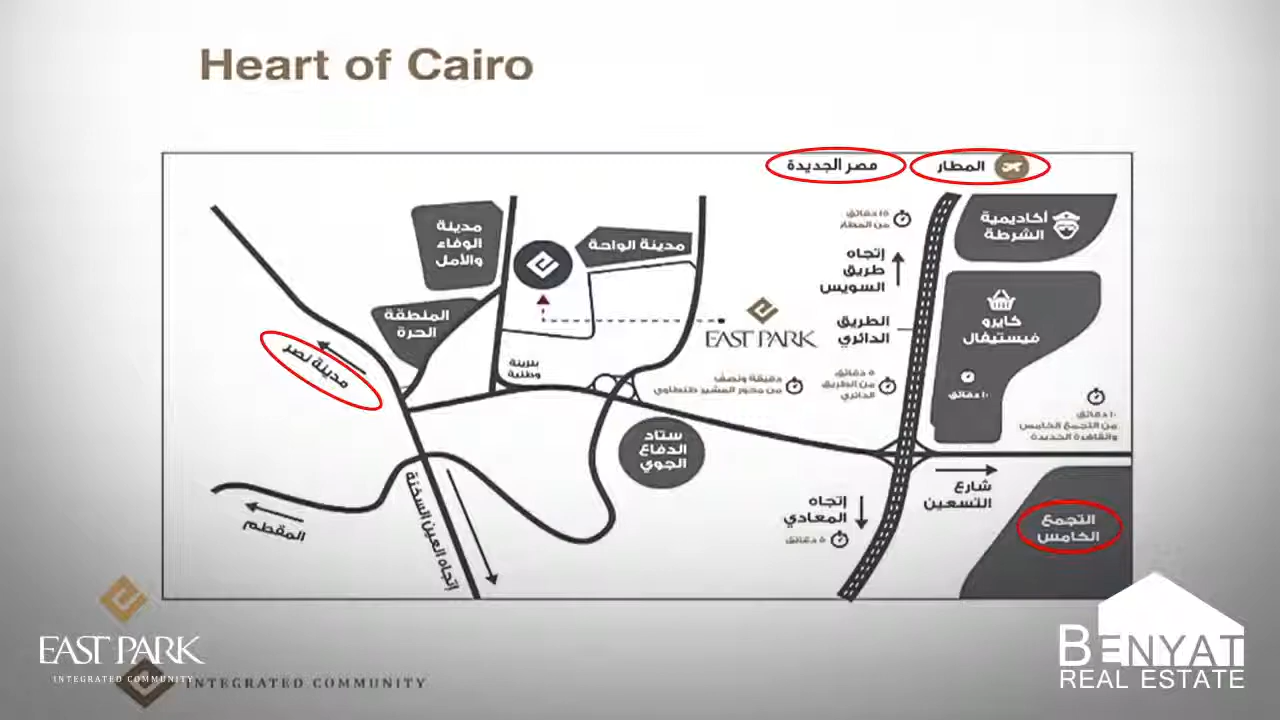 Heart of Cairo
مصر الجديدة
المطار
١٥ دقائق
من المطار
أكاديمية
الشرطة
مدينة
الوفاء
والأمل
مدينة الواحة
إتجاه
طريق
السويس
المنطقة
الحرة
كايرو
فيستيفال
١٠ دقائق
EAST PARK
الطريق
الدائري
مدينة نصر
بنزينة
وطنية
دقيقة ونصف
من محور المشير طنطاوي
٥ دقائق
من الطريق
الدائري
١٠ دقائق
من التجمع الخامس
والقاهرة الجديدة
ستاد
الدفاع
الجوي
شارع
التسعين
إتجاه
المعادي
٥ دقائق
التجمع
الخامس
المقطم
إتجاه العين السخنة
EAST PARK
INTEGRATED COMMUNITY
INTEGRATED COMMUNITY
BENYAT
REAL ESTATE